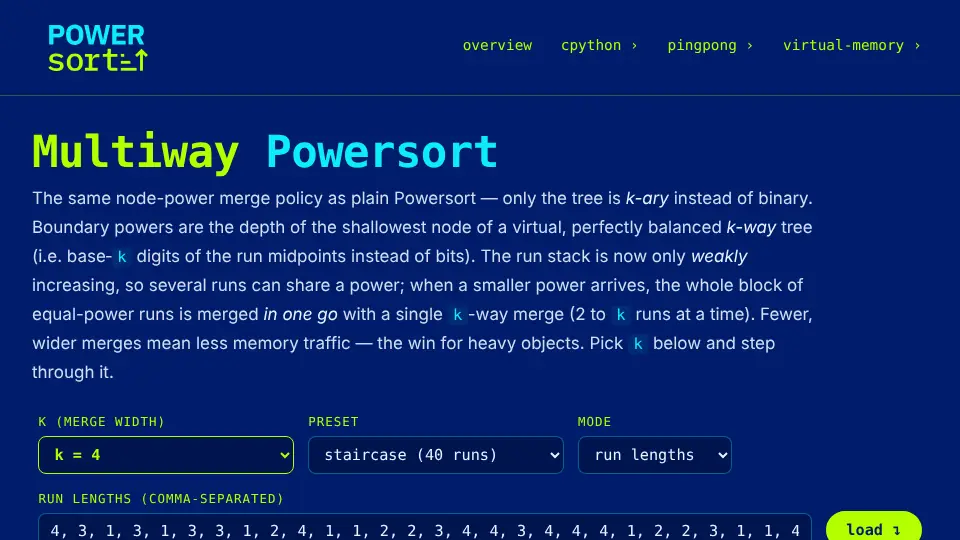 POWER
sort
overview cpython › pingpong › virtual-memory ›
Multiway Powersort
The same node-power merge policy as plain Powersort — only the tree is k-ary instead of binary.
Boundary powers are the depth of the shallowest node of a virtual, perfectly balanced k-way tree
(i.e. base- k digits of the run midpoints instead of bits). The run stack is now only weakly
increasing, so several runs can share a power; when a smaller power arrives, the whole block of
equal-power runs is merged in one go with a single k -way merge (2 to k runs at a time). Fewer,
wider merges mean less memory traffic — the win for heavy objects. Pick k below and step
through it.
K (MERGE WIDTH) PRESET MODE
k = 4 staircase (40 runs) run lengths
RUN LENGTHS (COMMA-SEPARATED)
4, 3, 1, 3, 1, 3, 3, 1, 2, 4, 1, 1, 2, 2, 3, 4, 4, 3, 4, 4, 4, 1, 2, 2, 3, 1, 1, 4 load ↴